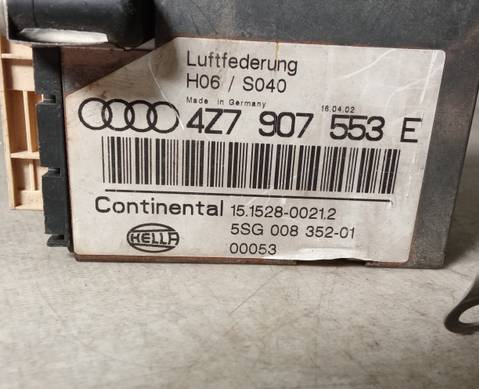 Luftfederung
H06 / S040
Made in Germany 16.04.02
4Z7 907 553 E
Continental 15.1528-0021.2
HELLA 5SG 008 352-01
00053